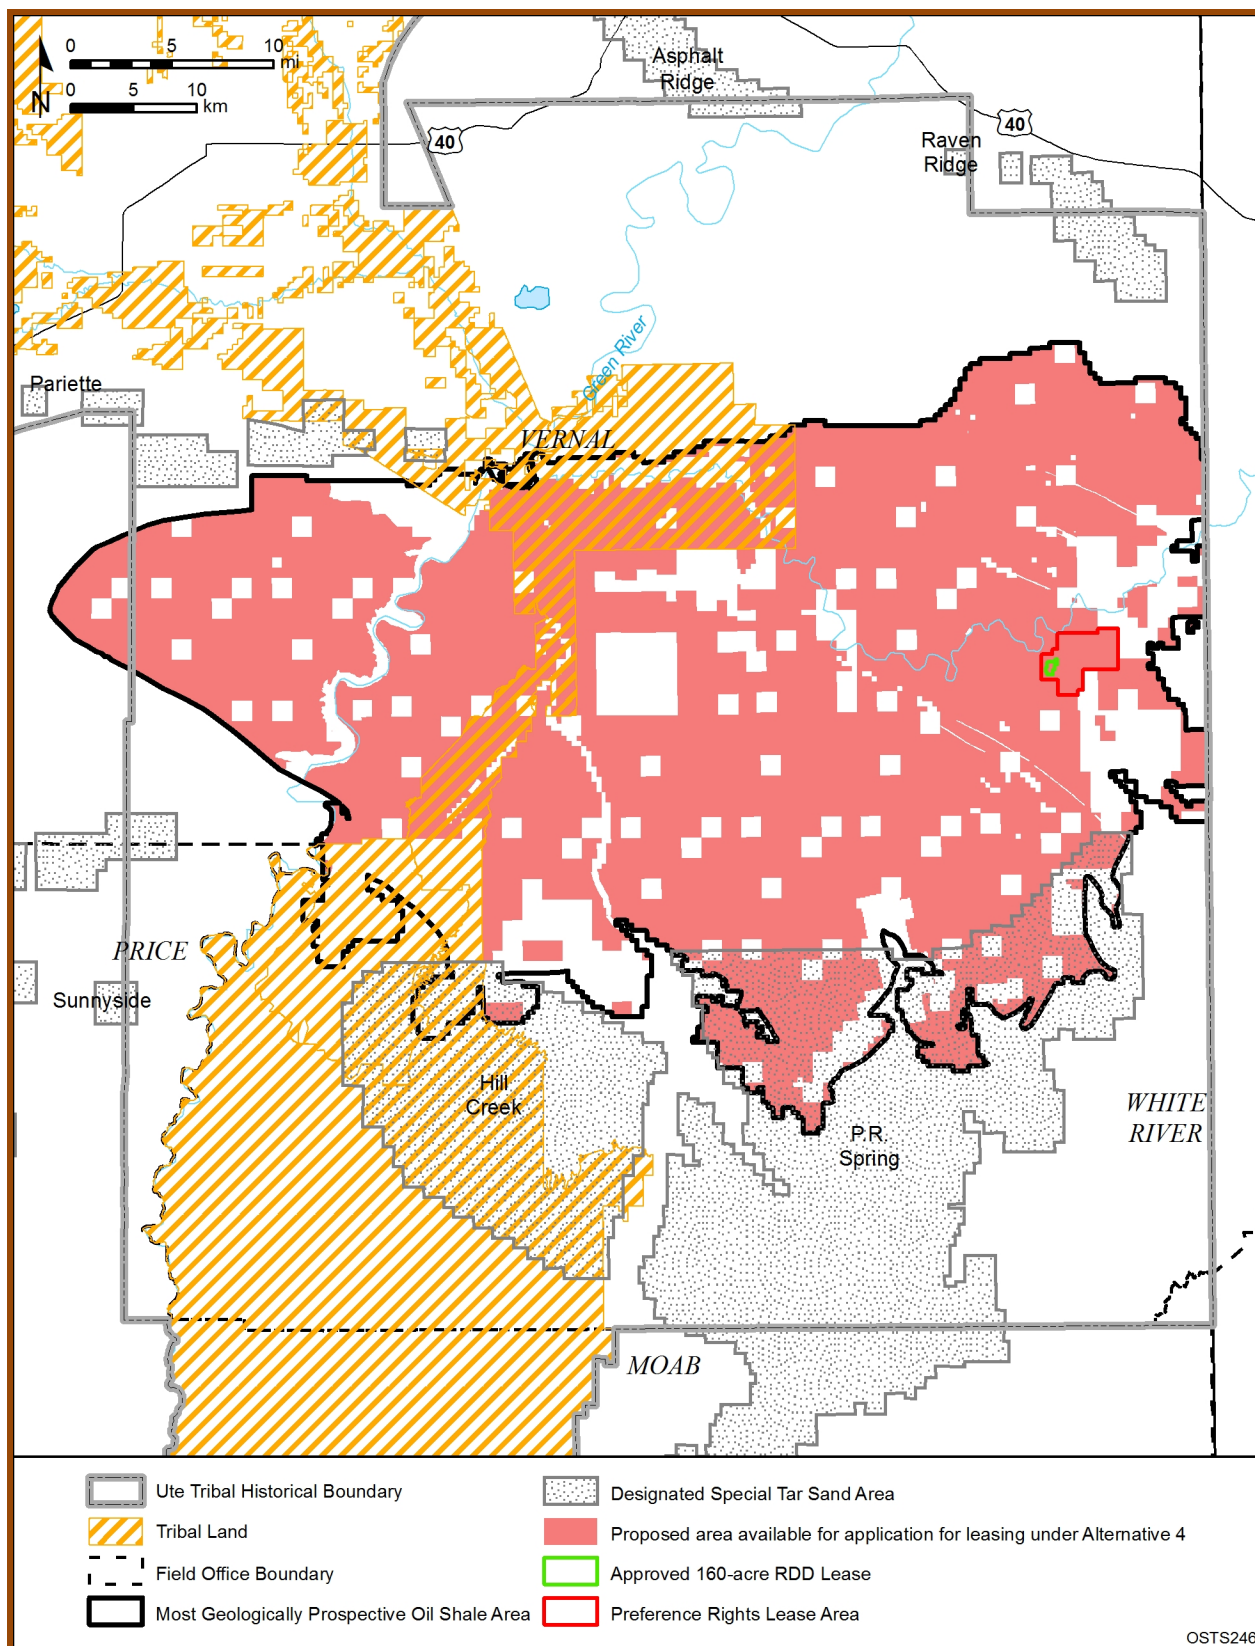 0 5 10
mi
0 5 10
km
N
Asphalt
Ridge
40
40
Raven
Ridge
Green River
Pariette
VERNAL
PRICE
Sunnyside
Hill
Creek
P.R.
Spring
WHITE
RIVER
MOAB
Ute Tribal Historical Boundary
Tribal Land
Field Office Boundary
Most Geologically Prospective Oil Shale Area
Designated Special Tar Sand Area
Proposed area available for application for leasing under Alternative 4
Approved 160-acre RDD Lease
Preference Rights Lease Area
OSTS246